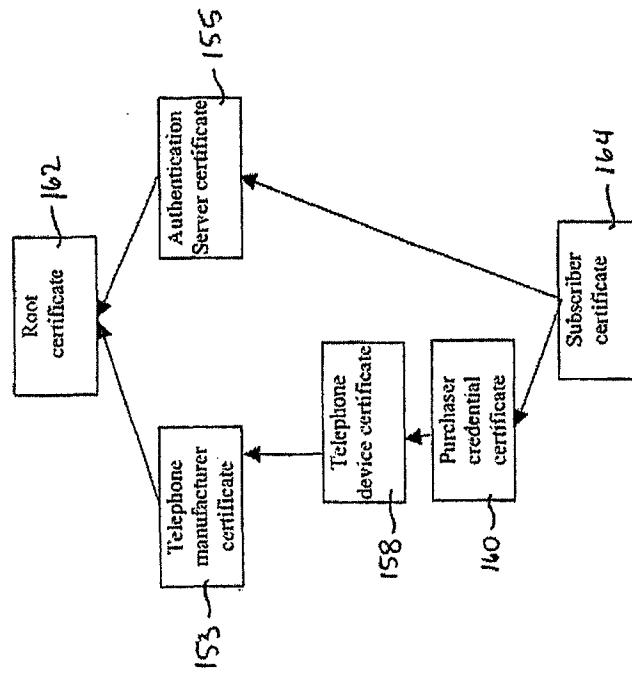 162
Root
certificate
155
Authentication
Server certificate
Telephone
manufacturer
certificate
153
Telephone
device certificate
158
Purchaser
credential
certificate
160
Subscriber
certificate
164